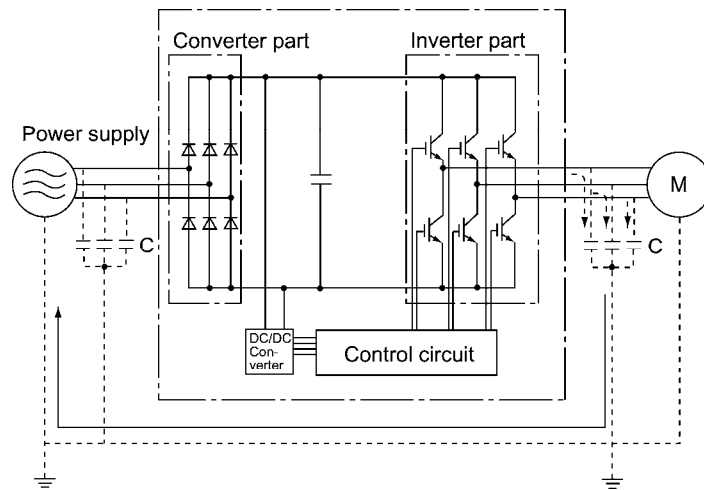 Converter part
Inverter part
Power supply
M
C
C
DC/DC
Con-
verter
Control circuit